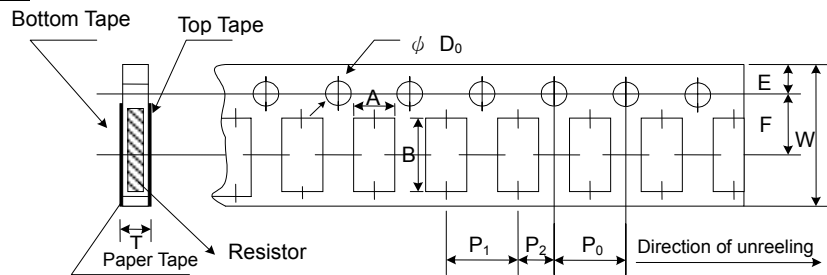 Bottom Tape
Top Tape
ψ D₀
A
E
F
W
B
T
Paper Tape
Resistor
P₁
P₂
P₀
Direction of unreeling